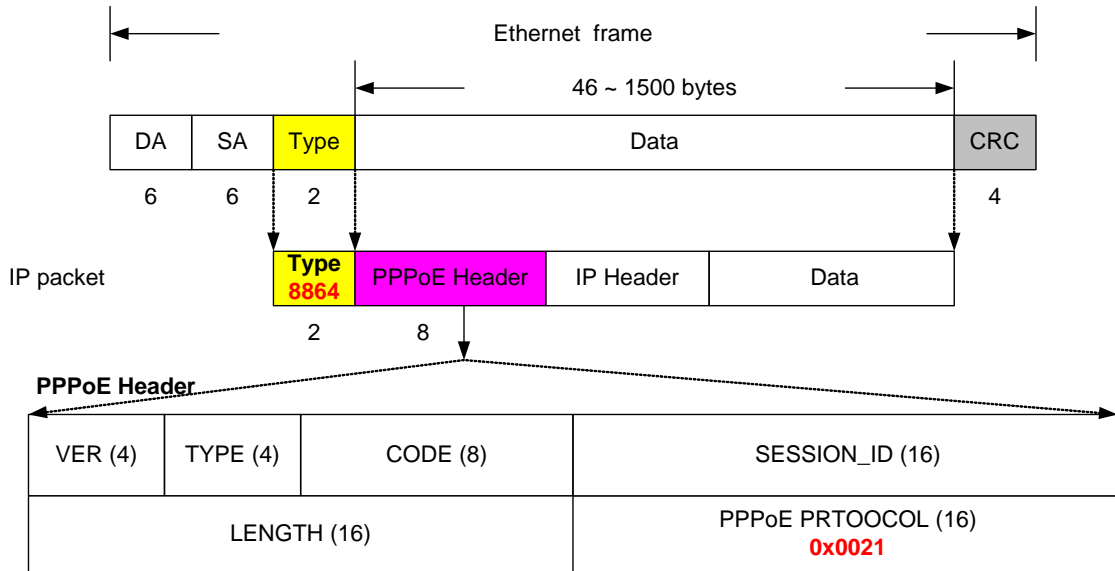 Ethernet frame
46 ~ 1500 bytes
DA SA Type Data CRC
6 6 2 4
IP packet
Type
8864
PPPoE Header IP Header Data
2 8
PPPoE Header
VER (4) TYPE (4) CODE (8) SESSION_ID (16)
LENGTH (16)
PPPoE PRTOOCOL (16)
0x0021